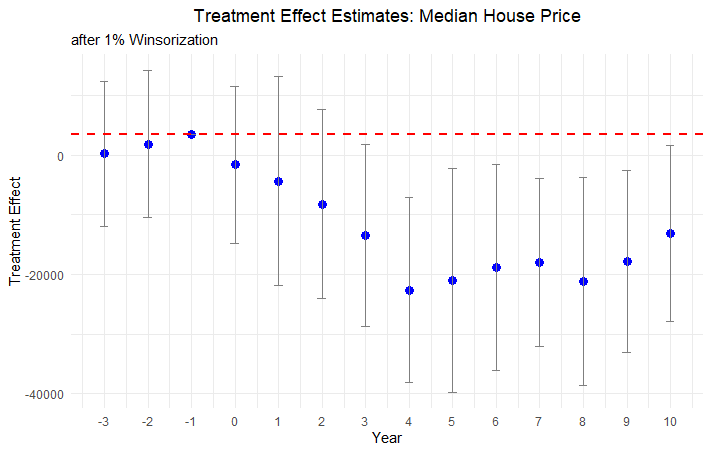 Treatment Effect Estimates: Median House Price
after 1% Winsorization
Treatment Effect
0
-20000
-40000
-3 -2 -1 0 1 2 3 4 5 6 7 8 9 10
Year